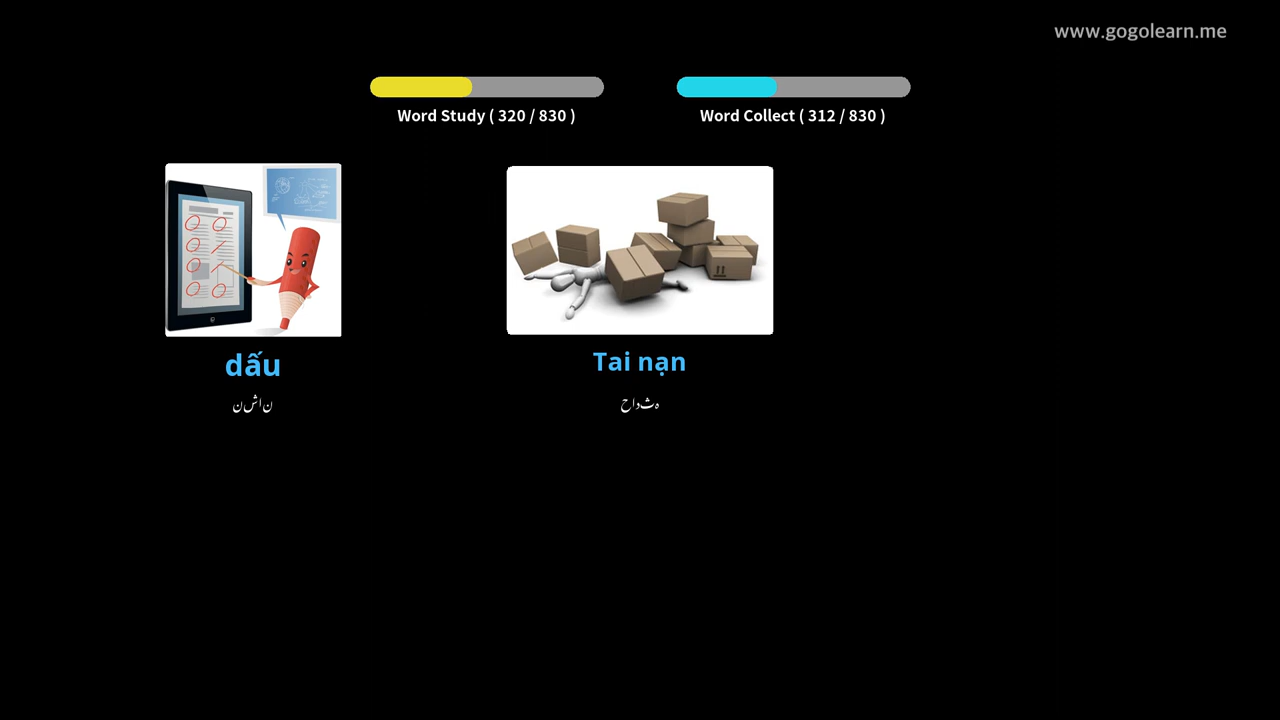 www.gogolearn.me
Word Study ( 320 / 830 )
Word Collect ( 312 / 830 )
dấu
نشان
Tai nạn
حادثہ